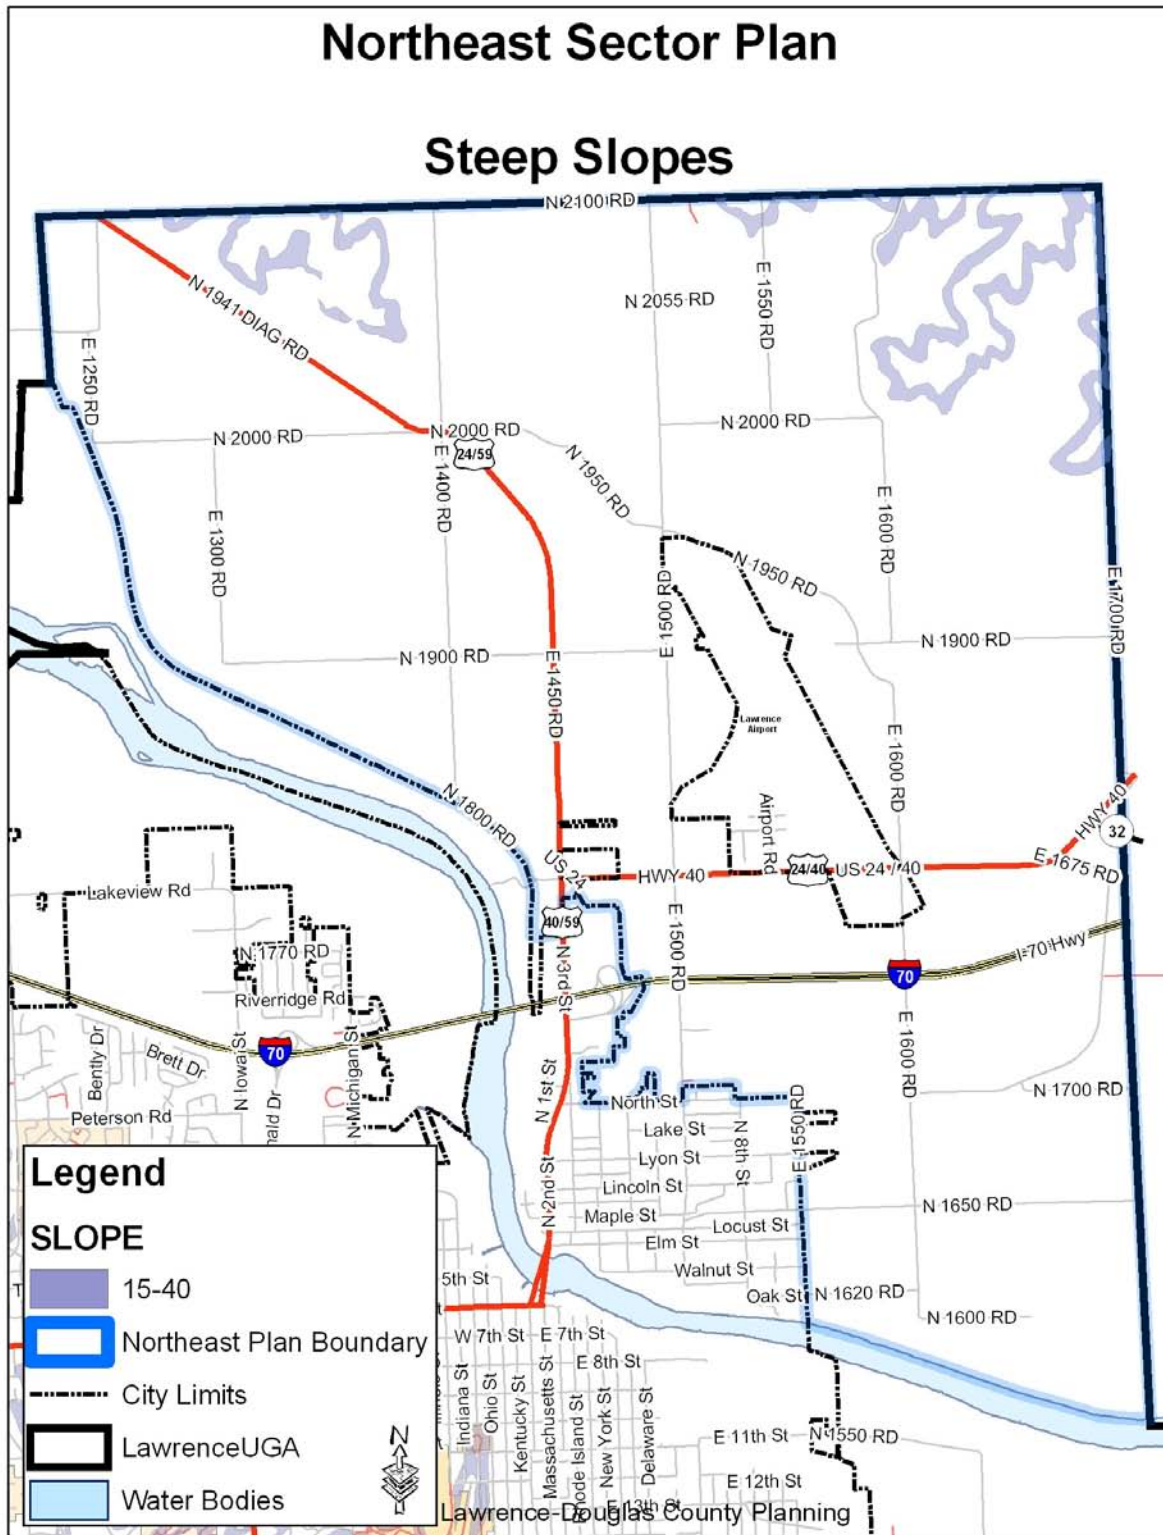 Northeast Sector Plan
Steep Slopes
N 2100 RD
N 1941 DIAG RD
N 2055 RD
E 1550 RD
E 1250 RD
N 2000 RD
N 2000 RD
N 2000 RD
24/59
E 1400 RD
N 1950 RD
E 1300 RD
E 1600 RD
N 1950 RD
E 1500 RD
E 1700 RD
N 1900 RD
N 1900 RD
E 1450 RD
Lawrence
Airport
E 1600 RD
N 1800 RD
Airport Rd
HWY 40
32
US 24
HWY 40
24/40
US 24 / 40
E 1675 RD
Lakeview Rd
40/59
N 1770 RD
N 3rd St
E 1500 RD
I-70 Hwy
70
Riverridge Rd
70
Bently Dr
Brett Dr
N Iowa St
N Michigan St
E 1600 RD
N 1st St
N 1700 RD
Peterson Rd
North St
E 1550 RD
Lake St
N 8th St
Lyon St
Lincoln St
N 2nd St
Maple St
Locust St
N 1650 RD
Elm St
Walnut St
5th St
Oak St
N 1620 RD
N 1600 RD
W 7th St
E 7th St
E 8th St
Indiana St
Ohio St
Kentucky St
Massachusetts St
New York St
Delaware St
E 11th St
N 1550 RD
E 12th St
E 13th St
Legend
SLOPE
15-40
Northeast Plan Boundary
City Limits
LawrenceUGA
Water Bodies
N
Lawrence-Douglas County Planning